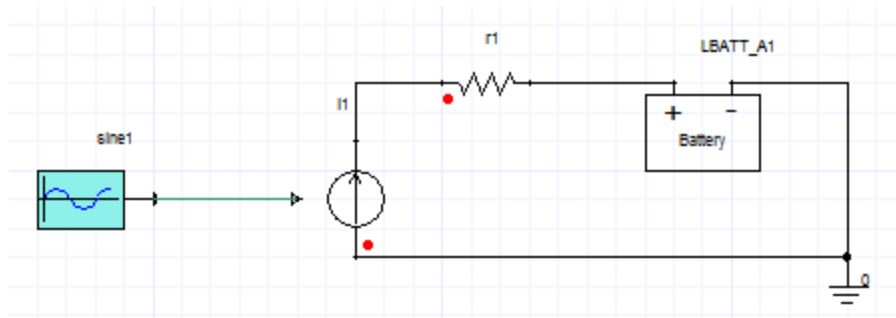 r1
LBATT_A1
I1
sine1
+ -
Battery
0